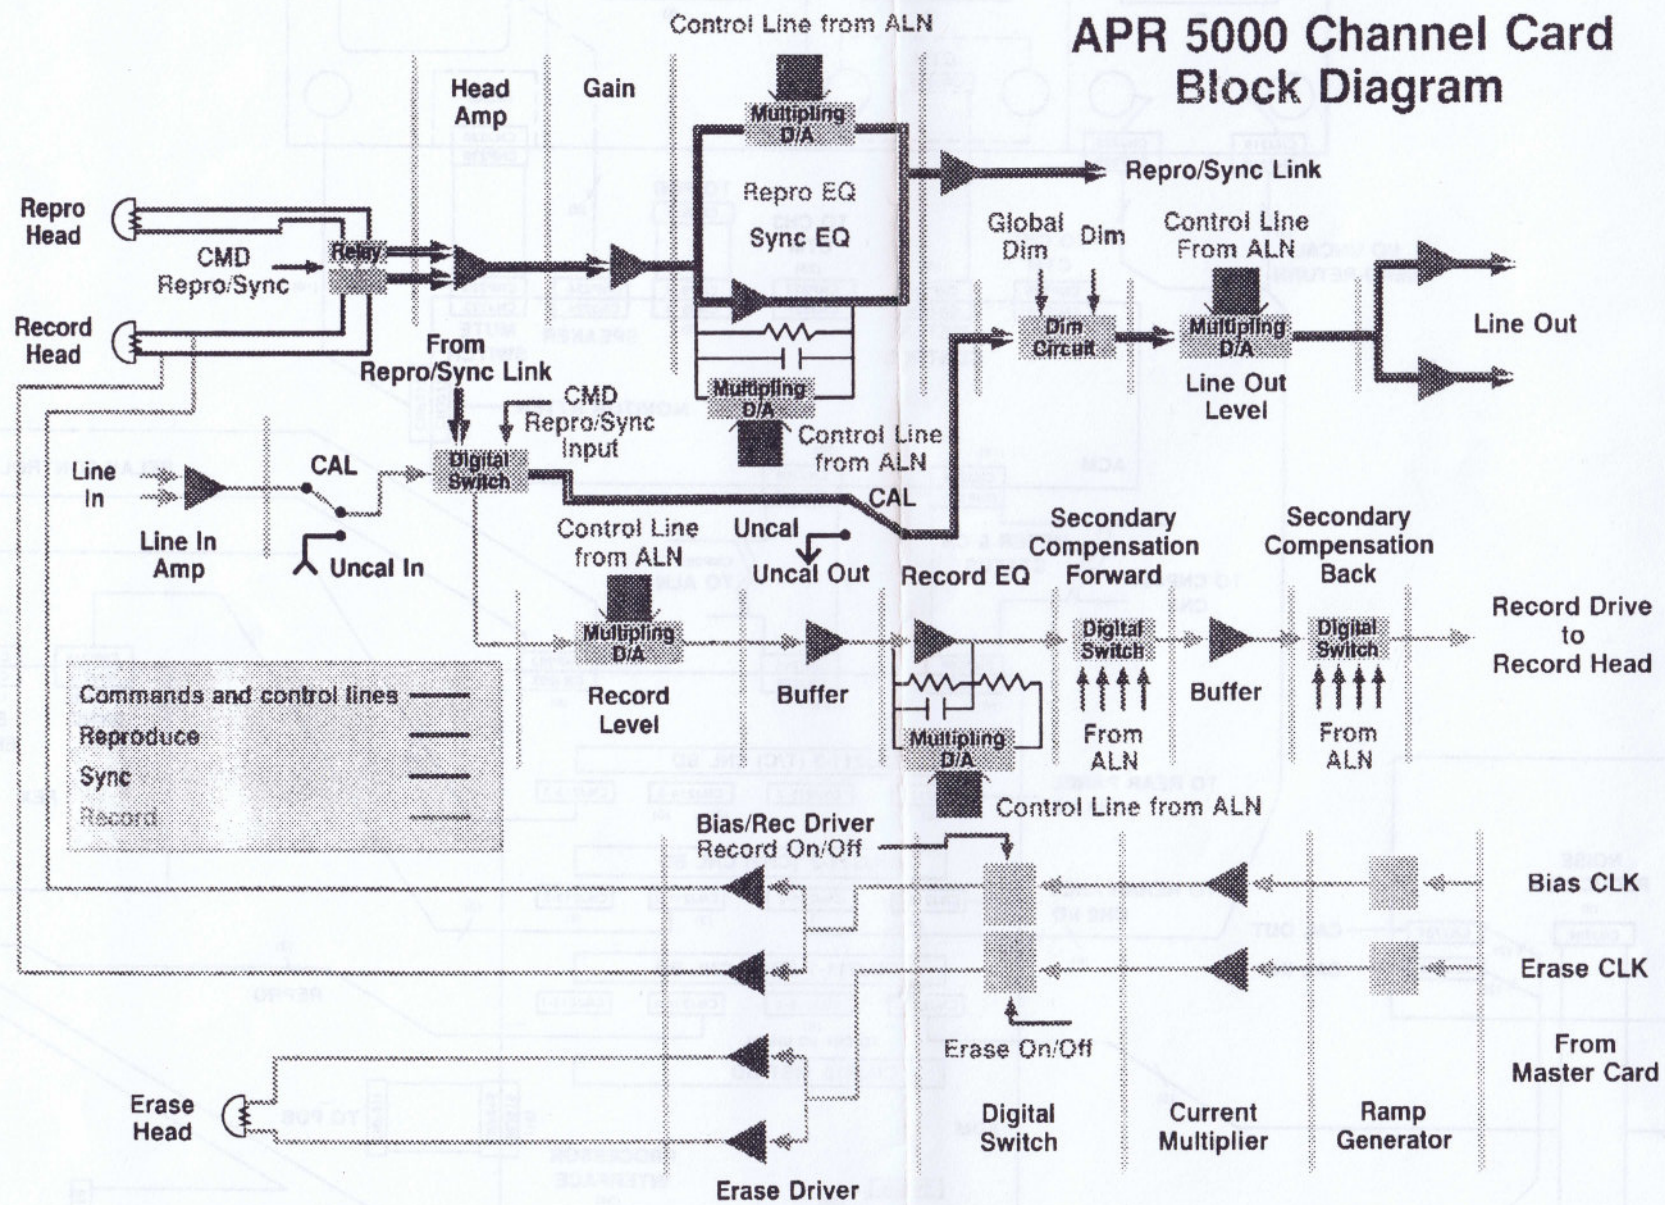 APR 5000 Channel Card
Block Diagram
Control Line from ALN
Head
Amp
Gain
Multipling
D/A
Repro EQ
Sync EQ
Repro/Sync Link
Repro
Head
CMD
Repro/Sync
Relay
Record
Head
From
Repro/Sync Link
CMD
Repro/Sync
Input
Multipling
D/A
Control Line
from ALN
Global
Dim
Dim
Dim
Circuit
Control Line
From ALN
Multipling
D/A
Line Out
Level
Line Out
Line
In
Line In
Amp
CAL
Uncal In
Digital
Switch
CAL
Uncal
Uncal Out
Control Line
from ALN
Multipling
D/A
Record
Level
Buffer
Record EQ
Multipling
D/A
Control Line from ALN
Secondary
Compensation
Forward
Digital
Switch
From
ALN
Buffer
Secondary
Compensation
Back
Digital
Switch
From
ALN
Record Drive
to
Record Head
Commands and control lines
Reproduce
Sync
Record
Bias/Rec Driver
Record On/Off
Bias CLK
Erase CLK
Erase On/Off
From
Master Card
Erase
Head
Digital
Switch
Current
Multiplier
Ramp
Generator
Erase Driver